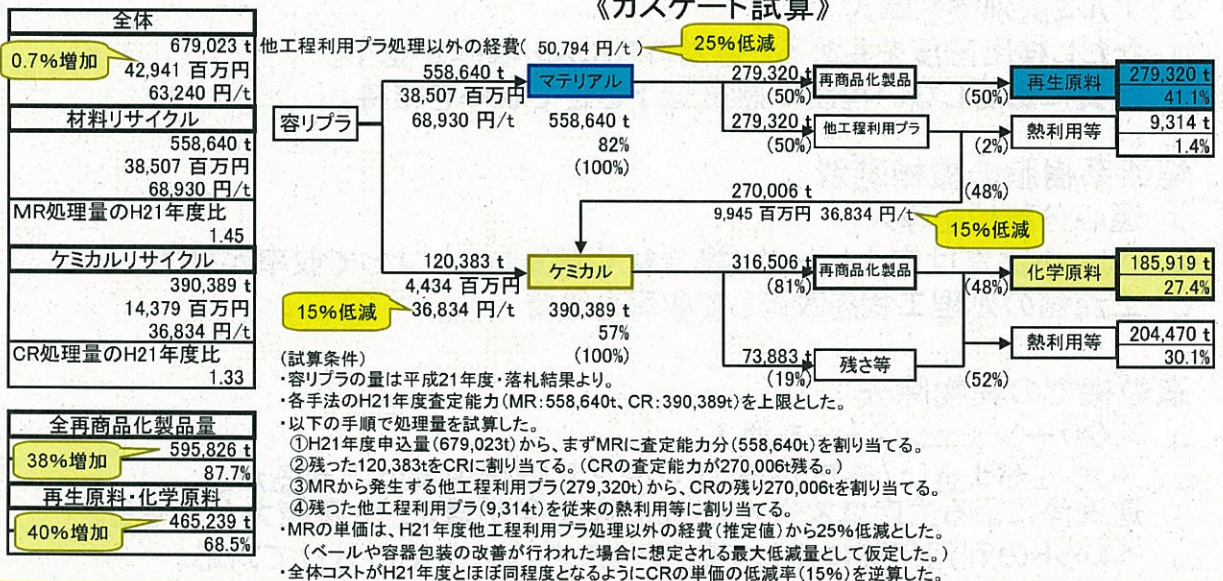 《カスケード試算》
全体
679,023 t
0.7%増加
42,941 百万円
63,240 円/t
材料リサイクル
558,640 t
38,507 百万円
68,930 円/t
MR処理量のH21年度比
1.45
ケミカルリサイクル
390,389 t
14,379 百万円
36,834 円/t
CR処理量のH21年度比
1.33
全再商品化製品量
38%増加
595,826 t
87.7%
再生原料・化学原料
40%増加
465,239 t
68.5%
他工程利用プラ処理以外の経費( 50,794 円/t )
25%低減
容リプラ
558,640 t
38,507 百万円
68,930 円/t
マテリアル
558,640 t
82%
(100%)
279,320 t
(50%)
再商品化製品
(50%)
再生原料
279,320 t
41.1%
279,320 t
(50%)
他工程利用プラ
(2%)
熱利用等
9,314 t
1.4%
270,006 t
(48%)
9,945 百万円 36,834 円/t
15%低減
120,383 t
4,434 百万円
36,834 円/t
15%低減
ケミカル
390,389 t
57%
(100%)
316,506 t
(81%)
再商品化製品
(48%)
化学原料
185,919 t
27.4%
73,883 t
(19%)
残さ等
(52%)
熱利用等
204,470 t
30.1%
(試算条件)
・容リプラの量は平成21年度・落札結果より。
・各手法のH21年度査定能力(MR:558,640t、CR:390,389t)を上限とした。
・以下の手順で処理量を試算した。
①H21年度申込量(679,023t)から、まずMRに査定能力分(558,640t)を割り当てる。
②残った120,383tをCRに割り当てる。(CRの査定能力が270,006t残る。)
③MRから発生する他工程利用プラ(279,320t)から、CRの残り270,006tを割り当てる。
④残った他工程利用プラ(9,314t)を従来の熱利用等に割り当てる。
・MRの単価は、H21年度他工程利用プラ処理以外の経費(推定値)から25%低減とした。
(ベールや容器包装の改善が行われた場合に想定される最大低減量として仮定した。)
・全体コストがH21年度とほぼ同程度となるようにCRの単価の低減率(15%)を逆算した。